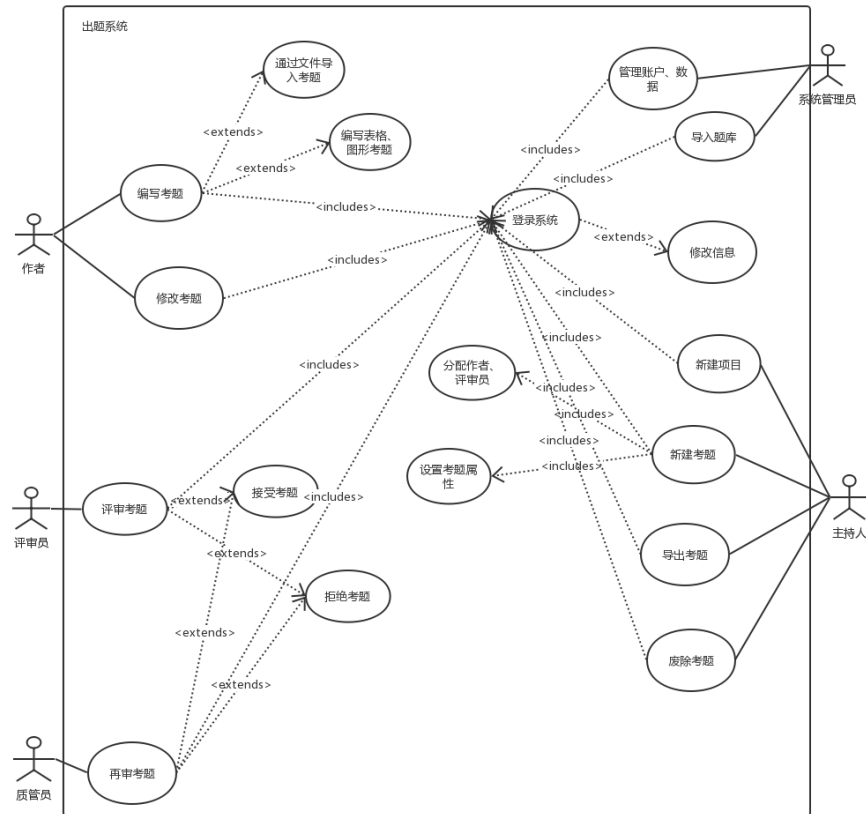 出题系统
通过文件导
入考题
管理账户、数
据
系统管理员
<extends>
编写表格、
图形考题
导入题库
<includes>
<extends>
<includes>
编写考题
<includes>
登录系统
<extends>
修改信息
作者
<includes>
修改考题
<includes>
<includes>
<includes>
新建项目
分配作者、
评审员
<includes>
<includes>
<includes>
新建考题
设置考题属
性
<includes>
评审考题
<extends>
接受考题
<includes>
评审员
主持人
<extends>
导出考题
拒绝考题
<extends>
废除考题
<extends>
再审考题
质管员